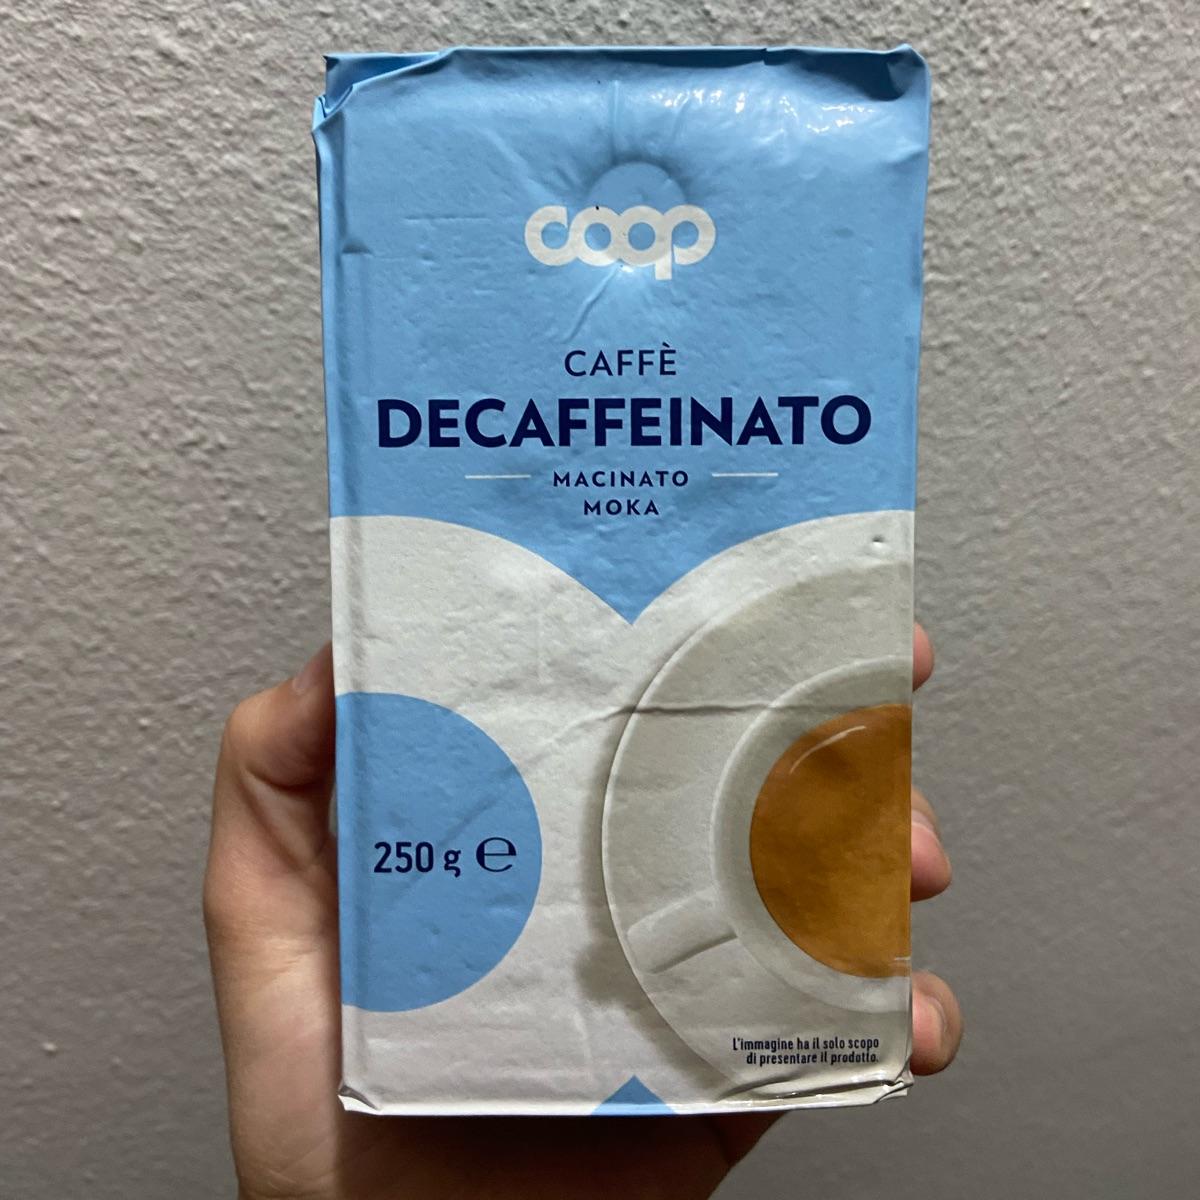 coop
CAFFÈ
DECAFFEINATO
MACINATO
MOKA
250 g ℮
L'immagine ha il solo scopo
di presentare il prodotto.